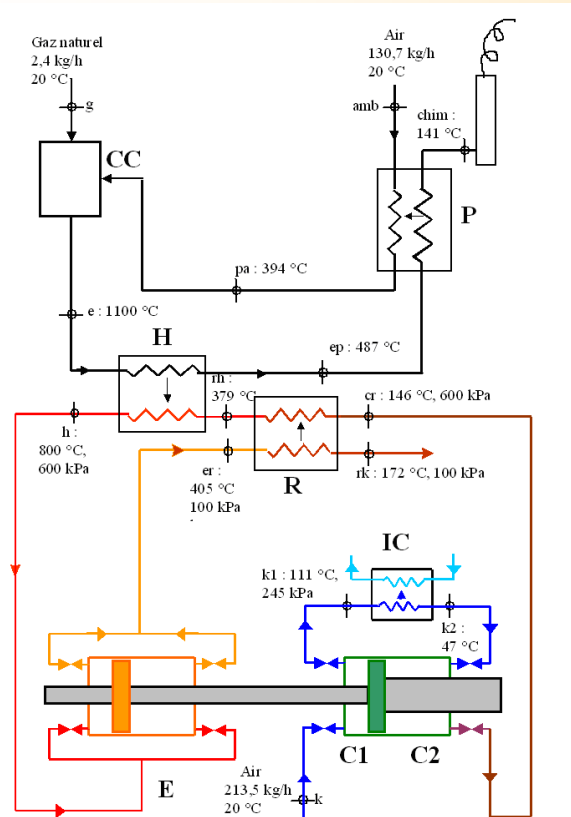 Gaz naturel
2,4 kg/h
20 °C
g
CC
Air
130,7 kg/h
20 °C
amb
chim :
141 °C
P
pa : 394 °C
e : 1100 °C
H
ep : 487 °C
rh :
379 °C
cr : 146 °C, 600 kPa
h :
800 °C,
600 kPa
er :
405 °C
100 kPa
R
rk : 172 °C, 100 kPa
IC
k1 : 111 °C,
245 kPa
k2 :
47 °C
E
C1
C2
Air
213,5 kg/h
20 °C
k